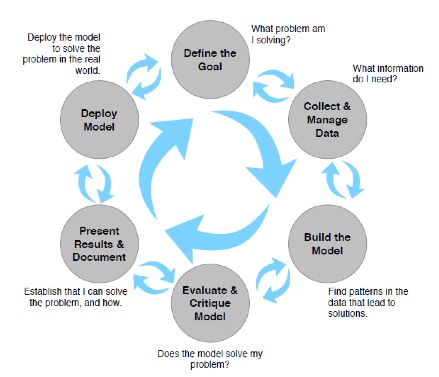 Define the
Goal
What problem am
I solving?
Collect &
Manage
Data
What information
do I need?
Build the
Model
Find patterns in the
data that lead to
solutions.
Evaluate &
Critique
Model
Does the model solve my
problem?
Present
Results &
Document
Establish that I can solve
the problem, and how.
Deploy
Model
Deploy the model
to solve the
problem in the real
world.